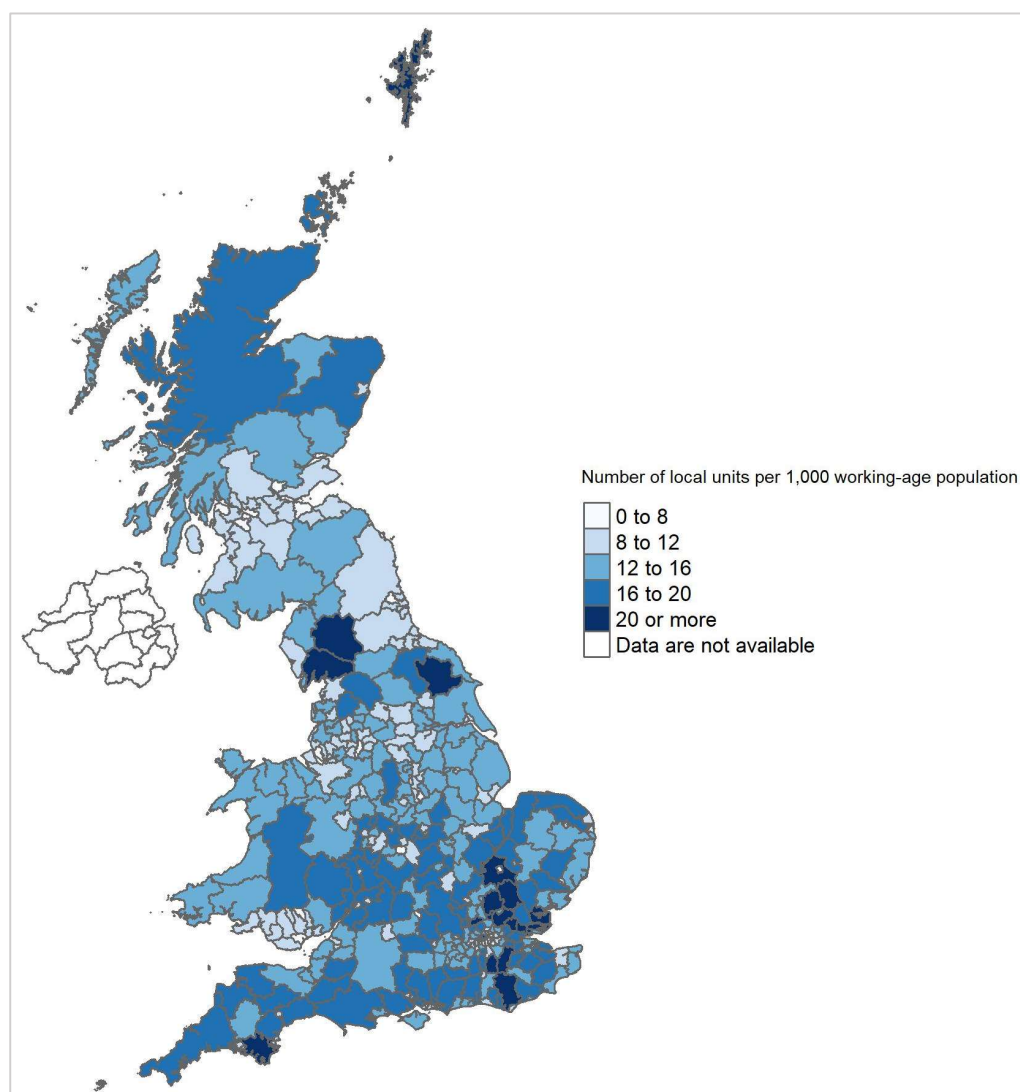 Number of local units per 1,000 working-age population
0 to 8
8 to 12
12 to 16
16 to 20
20 or more
Data are not available